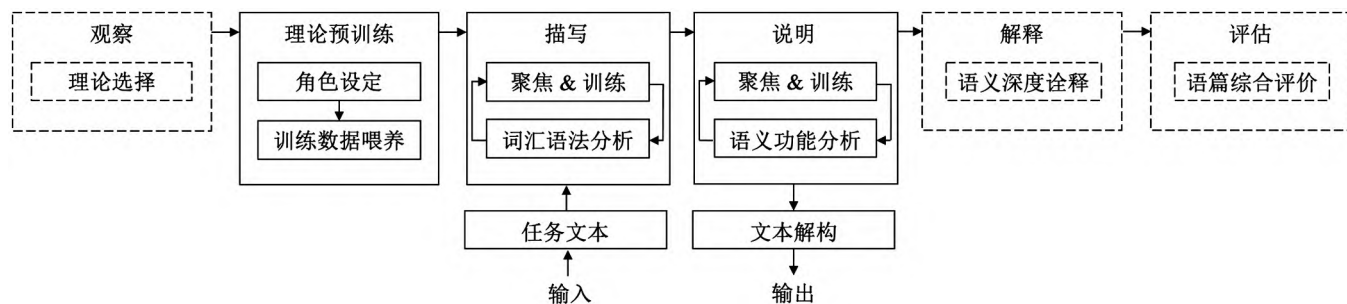 观察
理论选择
理论预训练
角色设定
训练数据喂养
描写
聚焦 & 训练
词汇语法分析
说明
聚焦 & 训练
语义功能分析
解释
语义深度诠释
评估
语篇综合评价
任务文本
文本解构
输入
输出